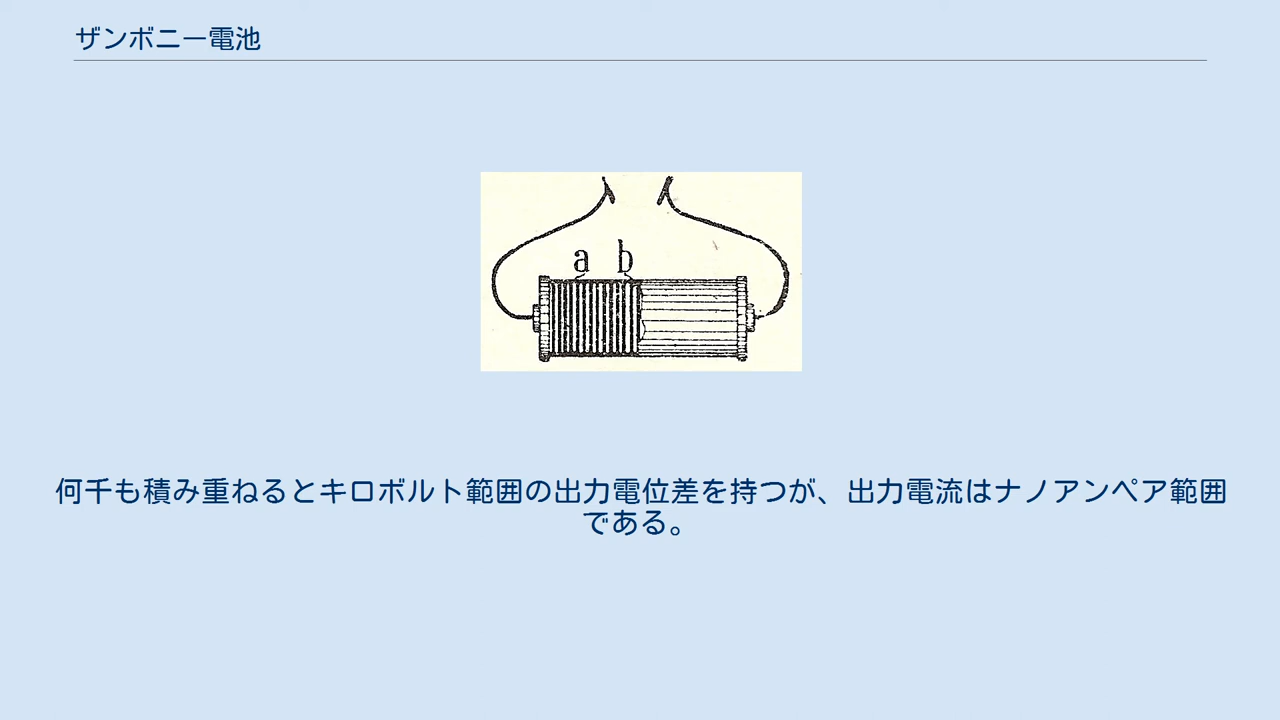 ザンボニー電池
a b
何千も積み重ねるとキロボルト範囲の出力電位差を持つが、出力電流はナノアンペア範囲
である。